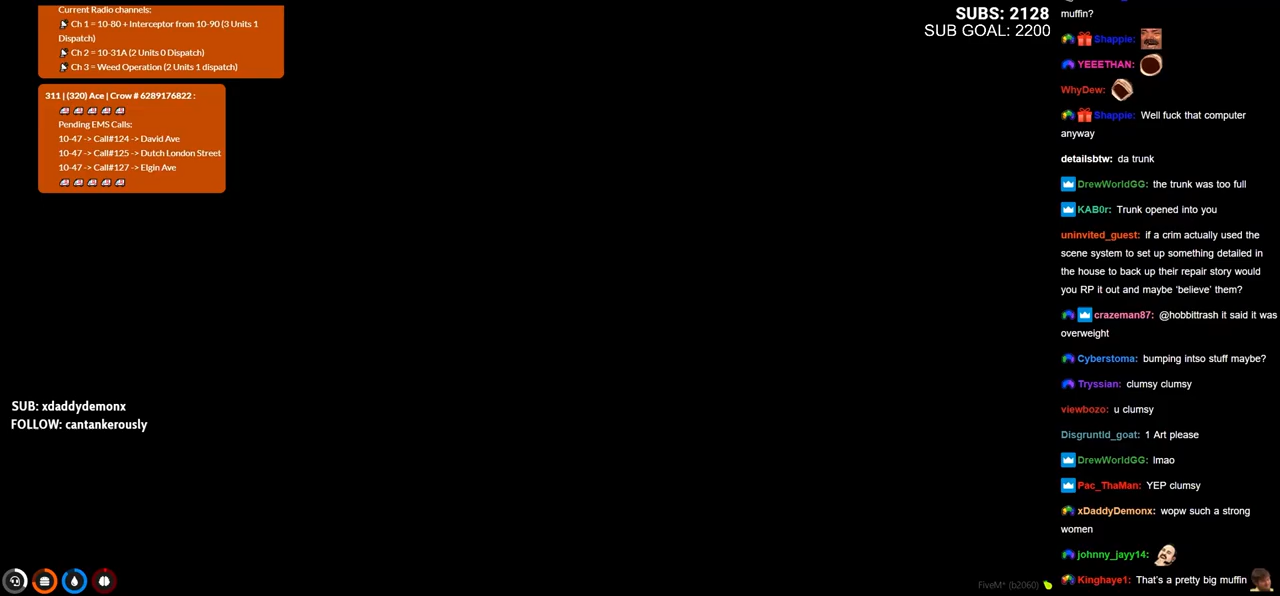 Current Radio channels:
Ch 1 = 10-80 + Interceptor from 10-90 (3 Units 1
Dispatch)
Ch 2 = 10-31A (2 Units 0 Dispatch)
Ch 3 = Weed Operation (2 Units 1 dispatch)
311 | (320) Ace | Crow # 6289176822 :
Pending EMS Calls:
10-47 -> Call#124 -> David Ave
10-47 -> Call#125 -> Dutch London Street
10-47 -> Call#127 -> Elgin Ave
SUBS: 2128
SUB GOAL: 2200
SUB: xdaddydemonx
FOLLOW: cantankerously
FiveM* (b2060)
muffin?
Shappie:
YEEETHAN:
WhyDew:
Shappie: Well fuck that computer
anyway
detailsbtw: da trunk
DrewWorldGG: the trunk was too full
KAB0r: Trunk opened into you
uninvited_guest: if a crim actually used the
scene system to set up something detailed in
the house to back up their repair story would
you RP it out and maybe 'believe' them?
crazeman87: @hobbittrash it said it was
overweight
Cyberstoma: bumping intso stuff maybe?
Tryssian: clumsy clumsy
viewbozo: u clumsy
Disgruntld_goat: 1 Art please
DrewWorldGG: lmao
Pac_ThaMan: YEP clumsy
xDaddyDemonx: wopw such a strong
women
johnny_jayy14:
Kinghaye1: That's a pretty big muffin